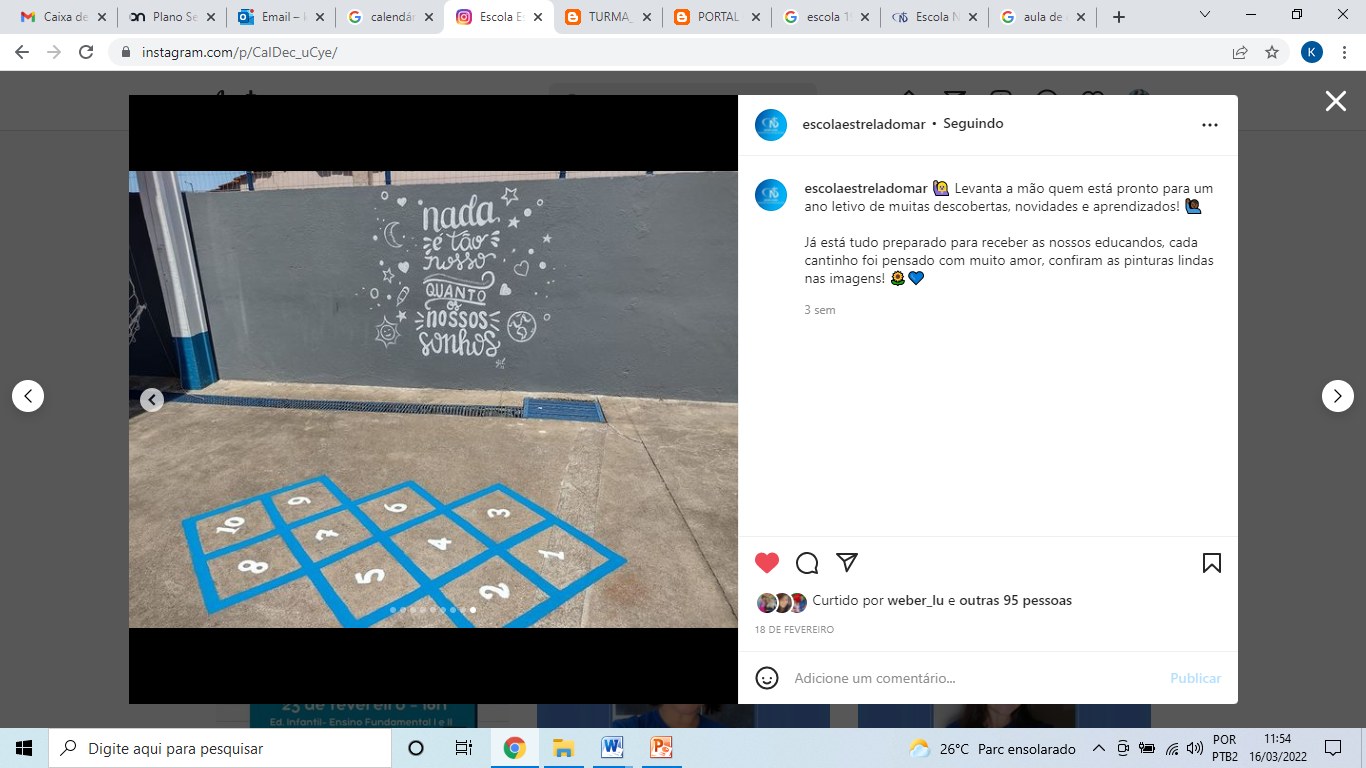 Caixa de
Plano Se
Email –
calendár
Escola E
TURMA_
PORTAL
escola 1
Escola N
aula de
instagram.com/p/CaIDec_uCye/
K
nada
é tão
nosso
QUANTO
os
nossos
sonhos
10 9 6 3
8 7 4 1
5 2
escolaestreladomar • Seguindo
escolaestreladomar 🙋 Levanta a mão quem está pronto para um
ano letivo de muitas descobertas, novidades e aprendizados! 🙋🏿
Já está tudo preparado para receber as nossos educandos, cada
cantinho foi pensado com muito amor, confiram as pinturas lindas
nas imagens! 🌻💙
3 sem
Curtido por weber_lu e outras 95 pessoas
18 DE FEVEREIRO
Adicione um comentário...
Publicar
23 de fevereiro - 18h
Ed. Infantil- Ensino Fundamental I e II
Digite aqui para pesquisar
26°C Parc ensolarado
POR
PTB2
11:54
16/03/2022